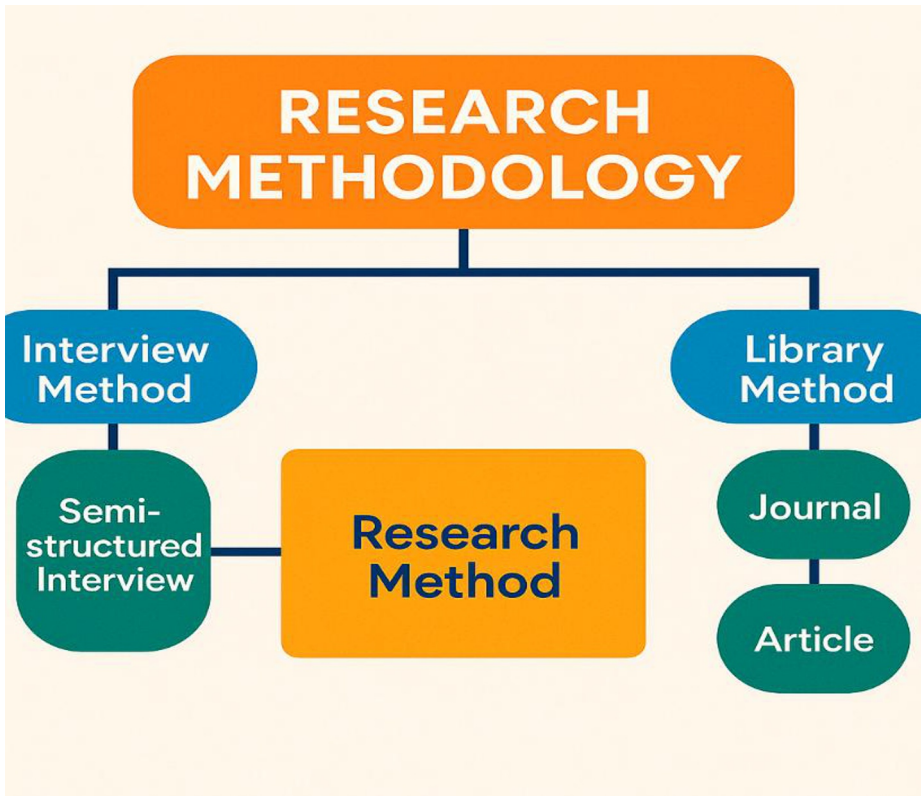 RESEARCH
METHODOLOGY
Interview
Method
Library
Method
Semi-
structured
Interview
Research
Method
Journal
Article